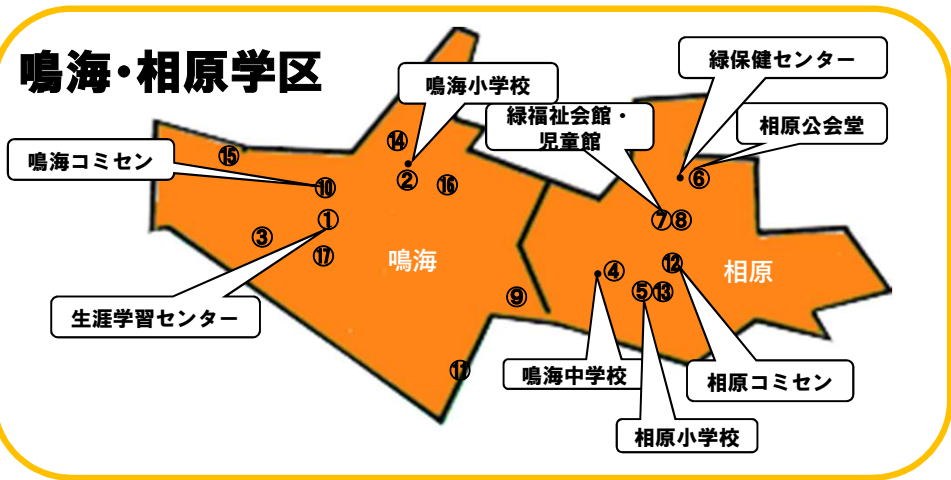 鳴海・相原学区
緑保健センター
鳴海小学校
緑福祉会館・
児童館
相原公会堂
鳴海コミセン
⑭
⑮
②
⑯
⑩
⑥
①
⑦⑧
③
⑰
鳴海
④
⑫
相原
⑤⑬
⑨
生涯学習センター
⑪
鳴海中学校
相原コミセン
相原小学校